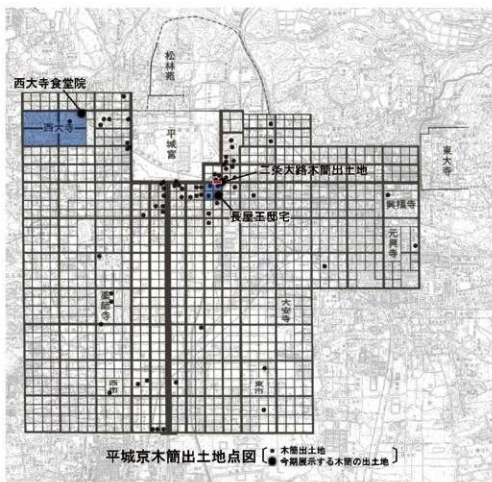 松林苑
西大寺食堂院
西大寺
平城宮
東大寺
二条大路木簡出土地
長屋王邸宅
興福寺
元興寺
薬師寺
大安寺
西市
東市
平城京木簡出土地点図
・木簡出土地
●今期展示する木簡の出土地